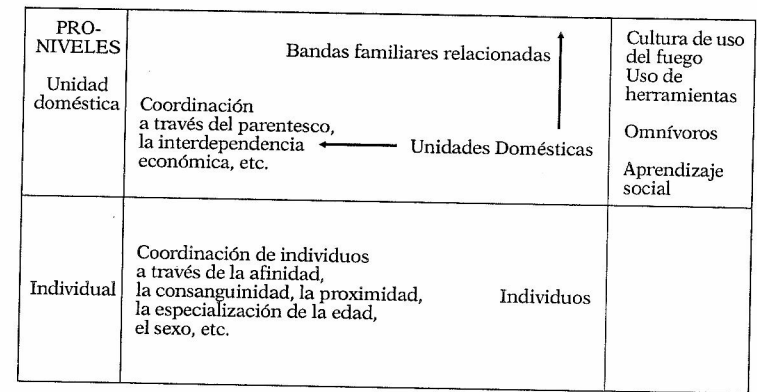 PRO-
NIVELES
Unidad
doméstica
Bandas familiares relacionadas
Coordinación
a través del parentesco,
la interdependencia
económica, etc.
Unidades Domésticas
Cultura de uso
del fuego
Uso de
herramientas
Omnívoros
Aprendizaje
social
Individual
Coordinación de individuos
a través de la afinidad,
la consanguinidad, la proximidad,
la especialización de la edad,
el sexo, etc.
Individuos